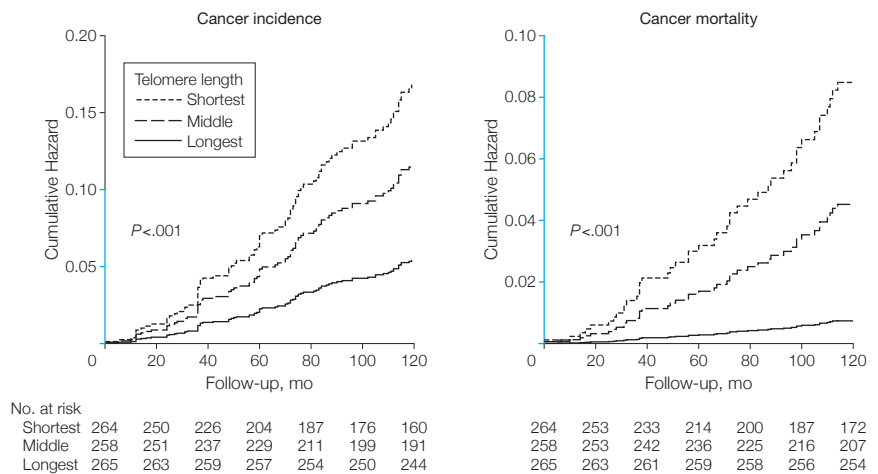 Cancer incidence
0.20
0.15
0.10
0.05
0
Cumulative Hazard
Telomere length
Shortest
Middle
Longest
P<.001
20 40 60 80 100 120
Follow-up, mo
Cancer mortality
0.10
0.08
0.06
0.04
0.02
0
Cumulative Hazard
P<.001
20 40 60 80 100 120
Follow-up, mo
No. at risk
Shortest 264 250 226 204 187 176 160 264 253 233 214 200 187 172
Middle 258 251 237 229 211 199 191 258 253 242 236 225 216 207
Longest 265 263 259 257 254 250 244 265 263 261 259 258 256 254